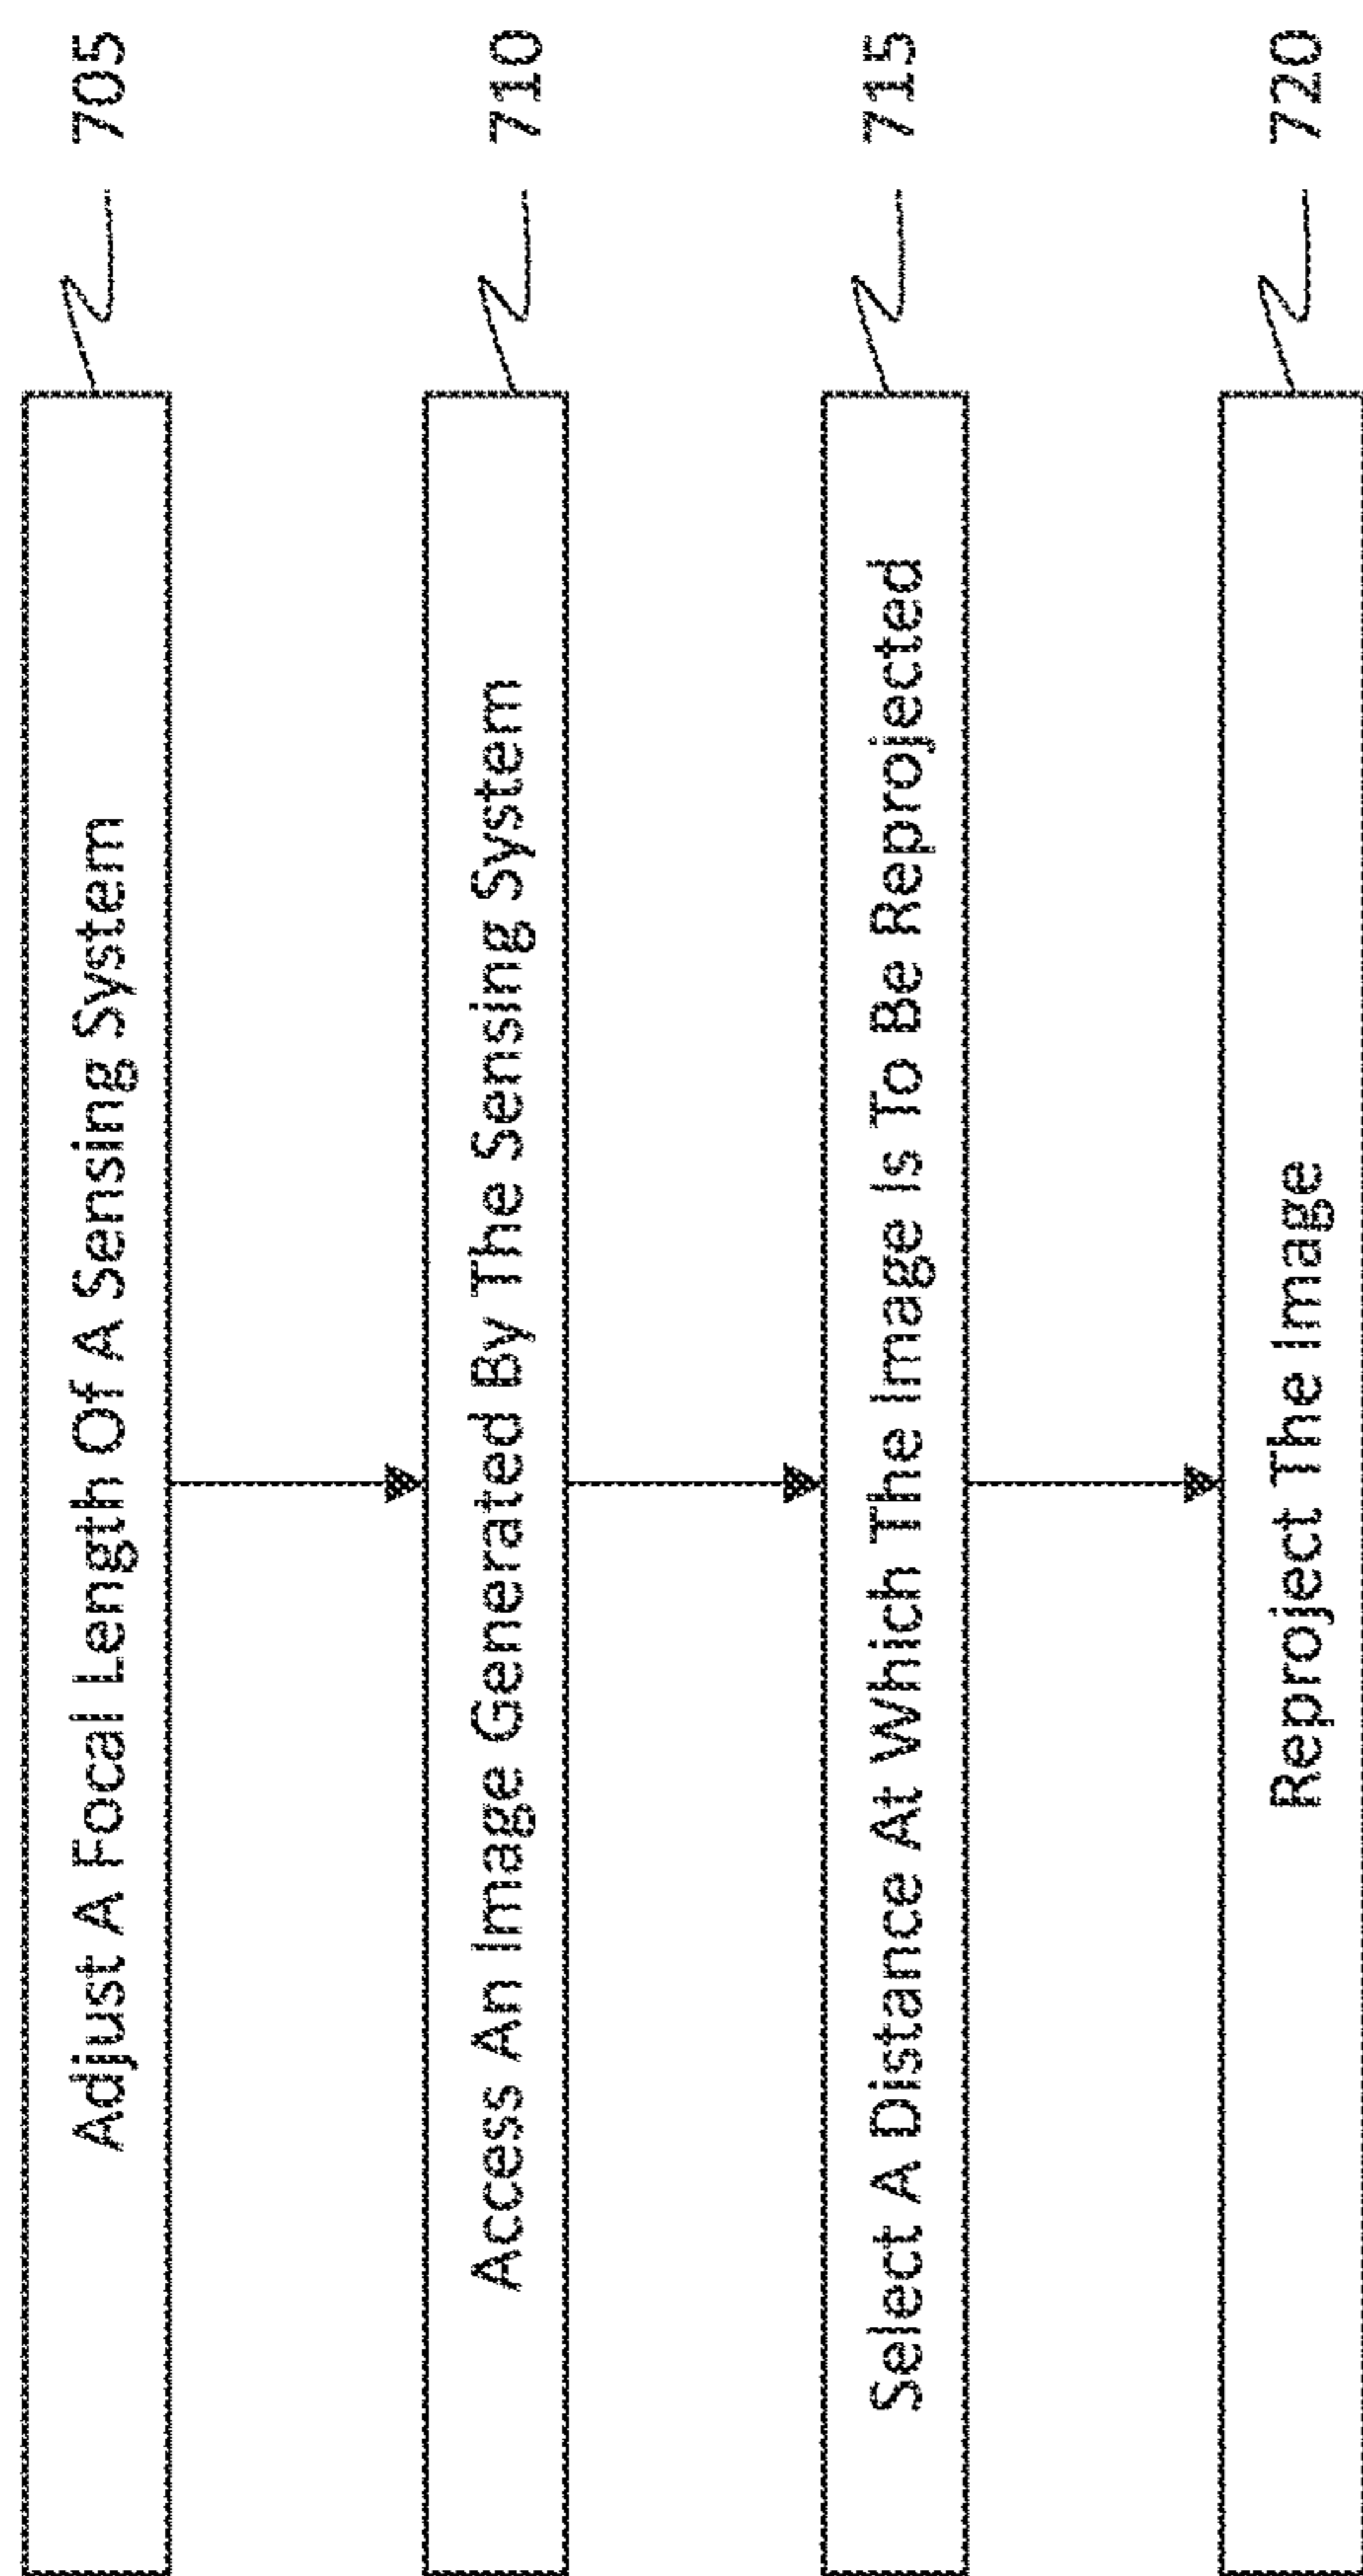 Adjust A Focal Length Of A Sensing System
705
Access An Image Generated By The Sensing System
710
Select A Distance At Which The Image Is To Be Reprojected
715
Reproject The Image
720